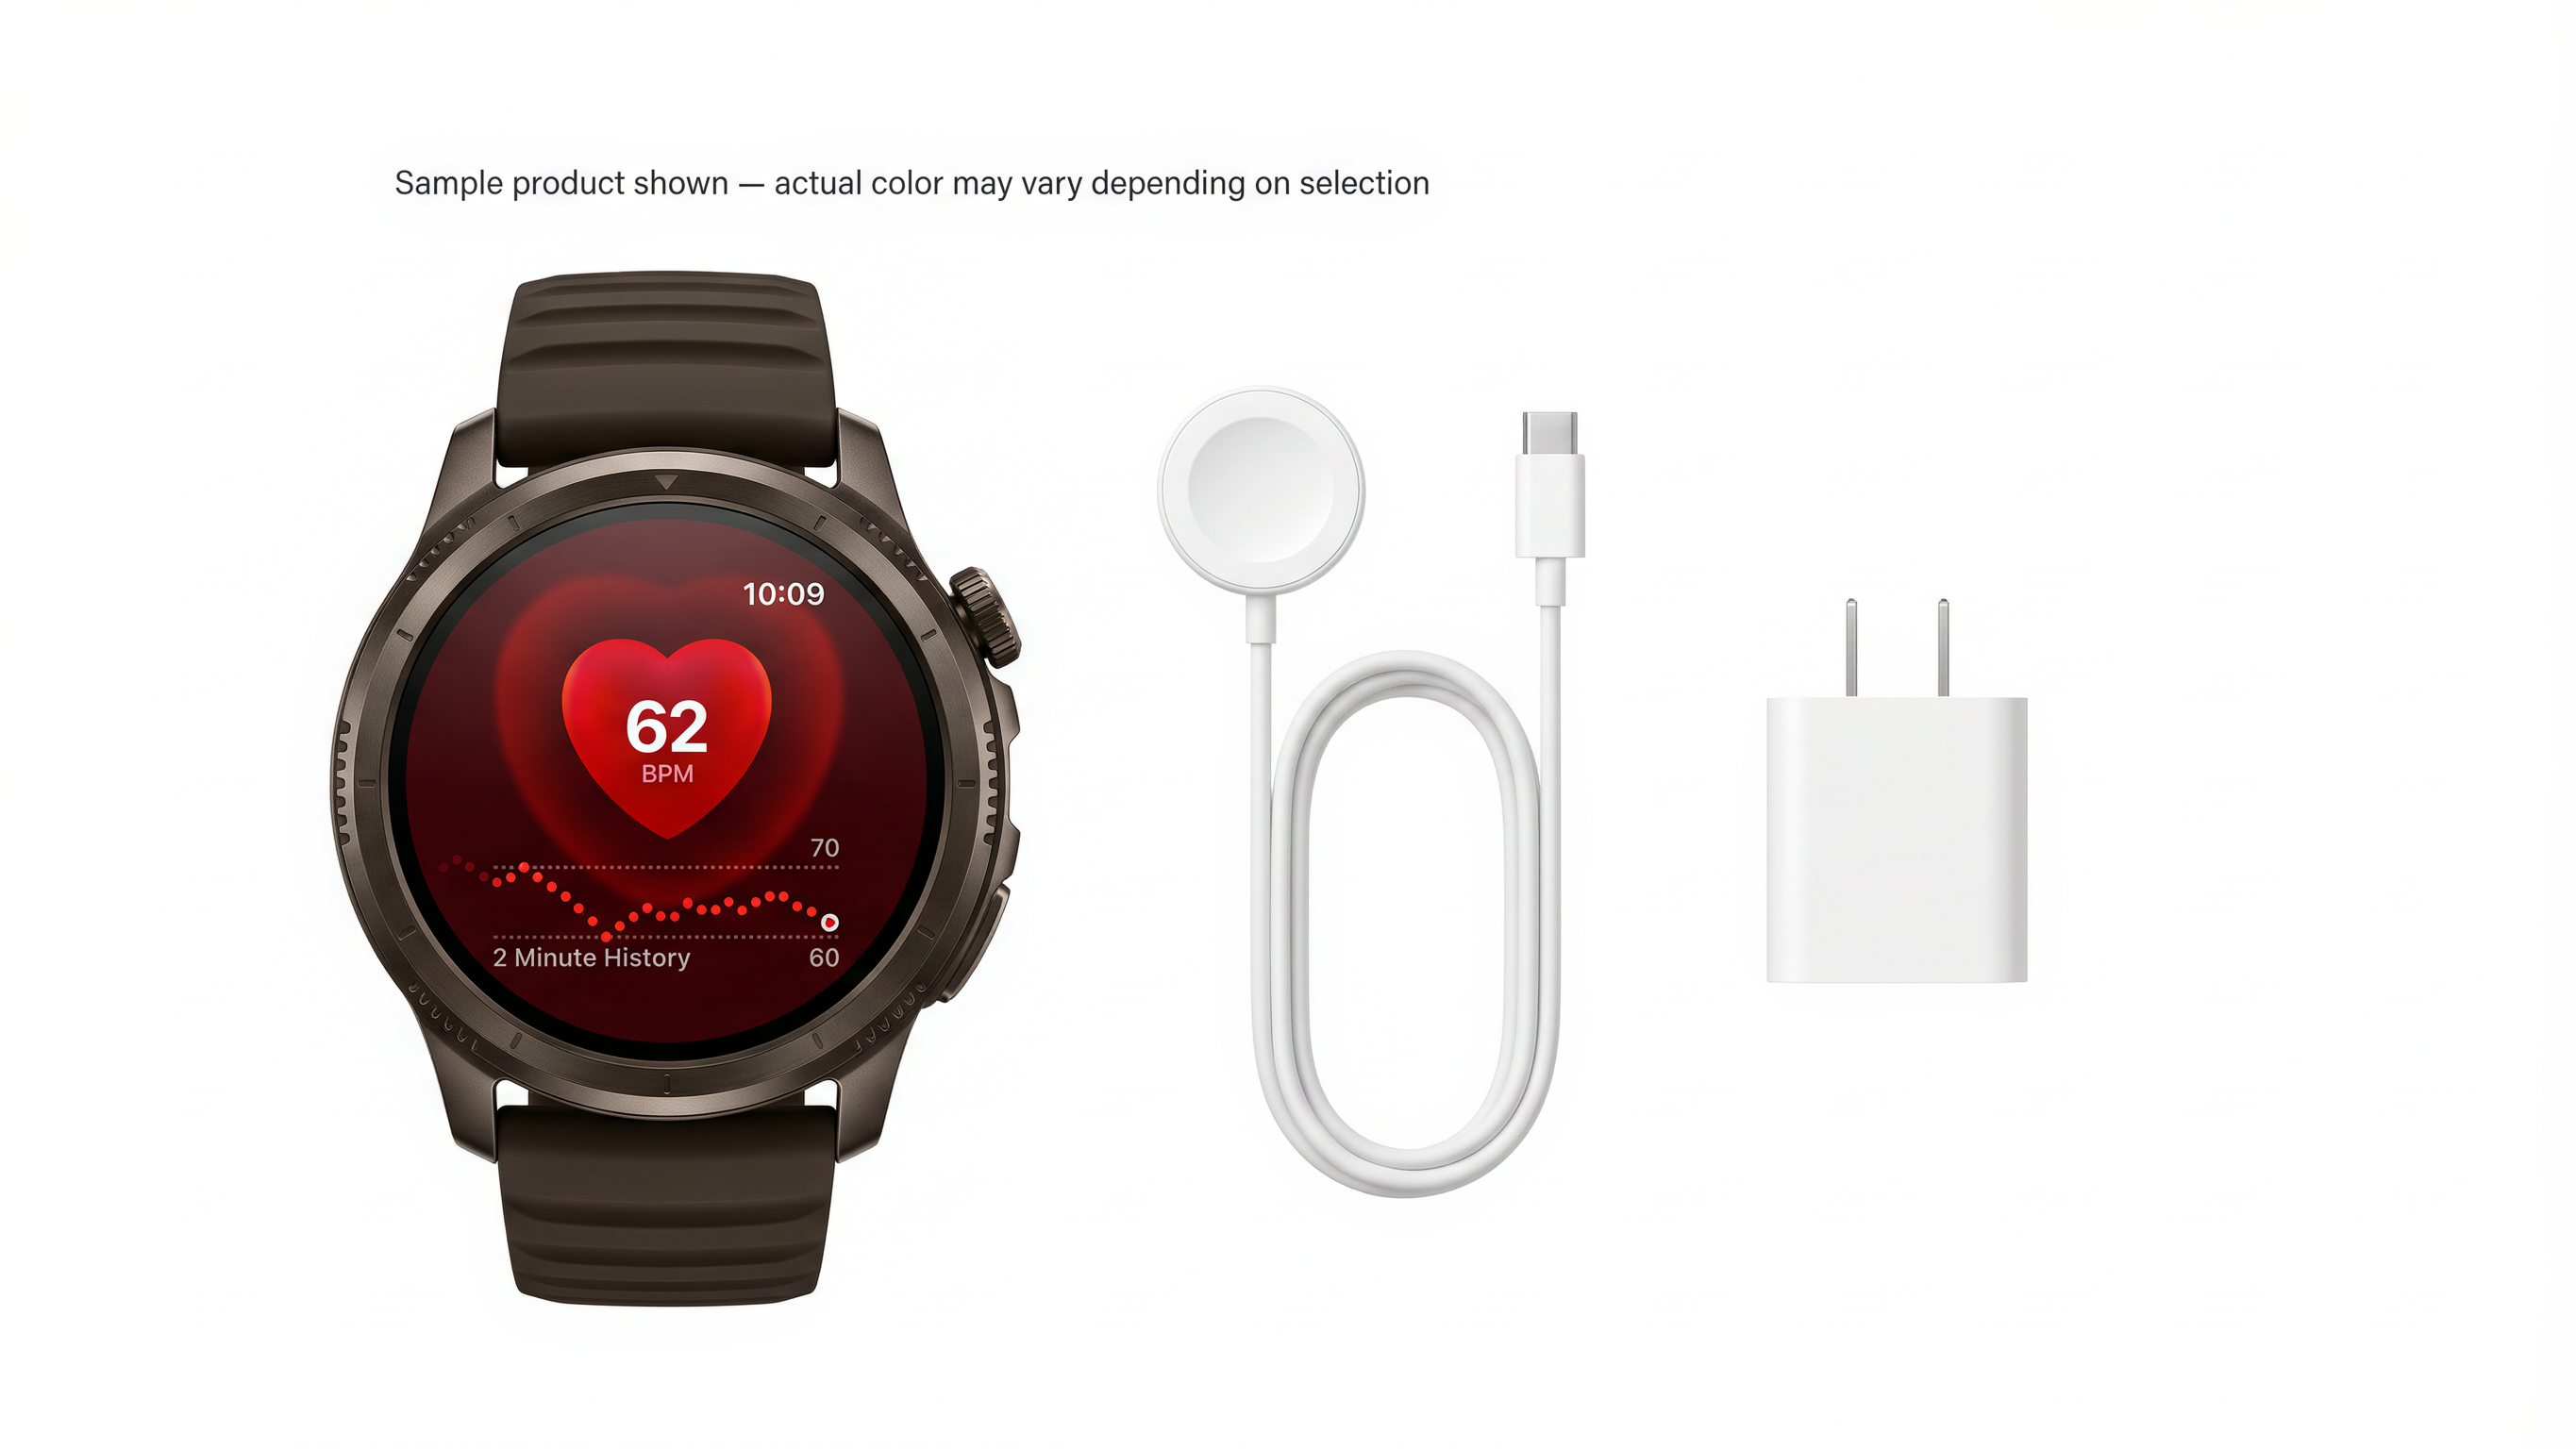 Sample product shown — actual color may vary depending on selection
10:09
62
BPM
70
2 Minute History 60